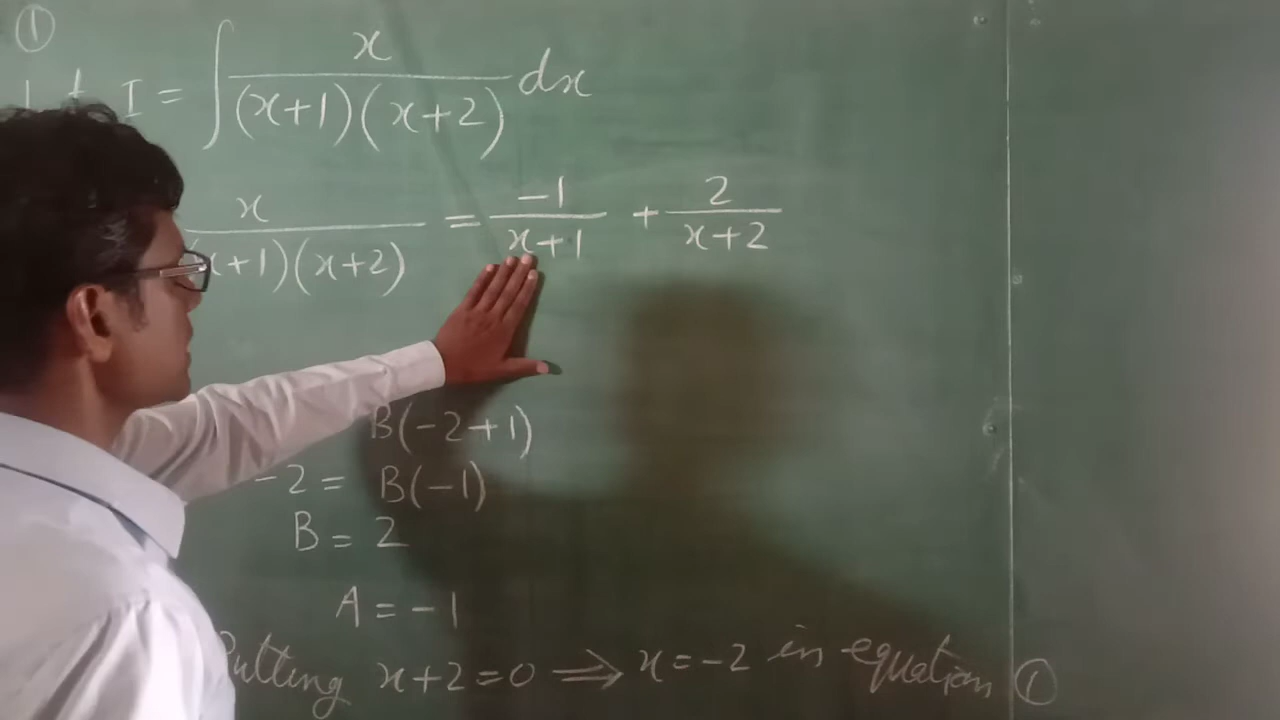 ①
I = ∫ x / (x+1)(x+2) dx
x / (x+1)(x+2) = -1 / x+1 + 2 / x+2
B(-2+1)
-2 = B(-1)
B = 2
A = -1
Putting x+2=0 ⟹ x=-2 in equation ①